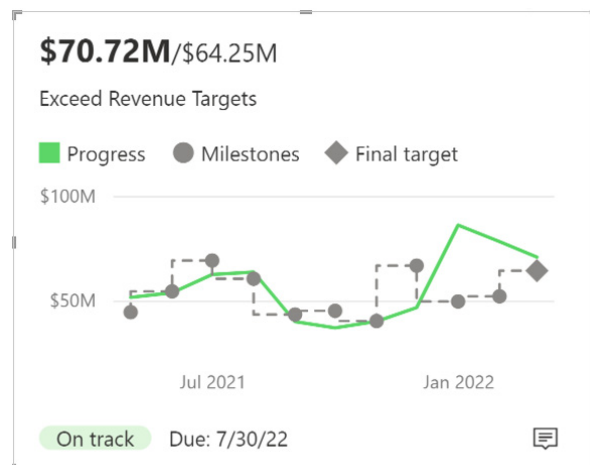 $70.72M/$64.25M
Exceed Revenue Targets
Progress Milestones Final target
$100M
$50M
Jul 2021 Jan 2022
On track Due: 7/30/22